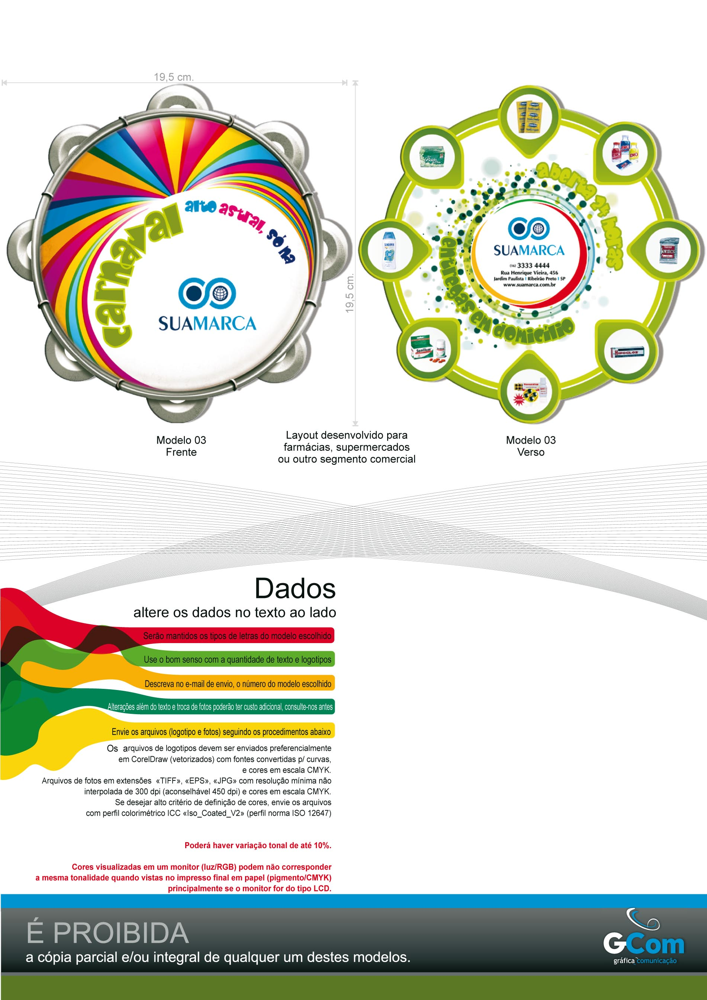 19,5 cm.
19,5 cm.
carnaval
alto astral, só na
SUAMARCA
aberta 24 horas
entregas em domicílio
SUAMARCA
(16) 3333 4444
Rua Henrique Vieira, 456
Jardim Paulista | Ribeirão Preto | SP
www.suamarca.com.br
ENO
ENO
SUNDOWN
HIPOGLOS
Modelo 03
Frente
Layout desenvolvido para
farmácias, supermercados
ou outro segmento comercial
Modelo 03
Verso
Dados
altere os dados no texto ao lado
Serão mantidos os tipos de letras do modelo escolhido
Use o bom senso com a quantidade de texto e logotipos
Descreva no e-mail de envio, o número do modelo escolhido
Alterações além do texto e troca de fotos poderão ter custo adicional, consulte-nos antes
Envie os arquivos (logotipo e fotos) seguindo os procedimentos abaixo
Os arquivos de logotipos devem ser enviados preferencialmente
em CorelDraw (vetorizados) com fontes convertidas p/ curvas,
e cores em escala CMYK.
Arquivos de fotos em extensões «TIFF», «EPS», «JPG» com resolução mínima não
interpolada de 300 dpi (aconselhável 450 dpi) e cores em escala CMYK.
Se desejar alto critério de definição de cores, envie os arquivos
com perfil colorimétrico ICC «Iso_Coated_V2» (perfil norma ISO 12647)
Poderá haver variação tonal de até 10%.
Cores visualizadas em um monitor (luz/RGB) podem não corresponder
a mesma tonalidade quando vistas no impresso final em papel (pigmento/CMYK)
principalmente se o monitor for do tipo LCD.
É PROIBIDA
a cópia parcial e/ou integral de qualquer um destes modelos.
GCom
gráfica comunicação